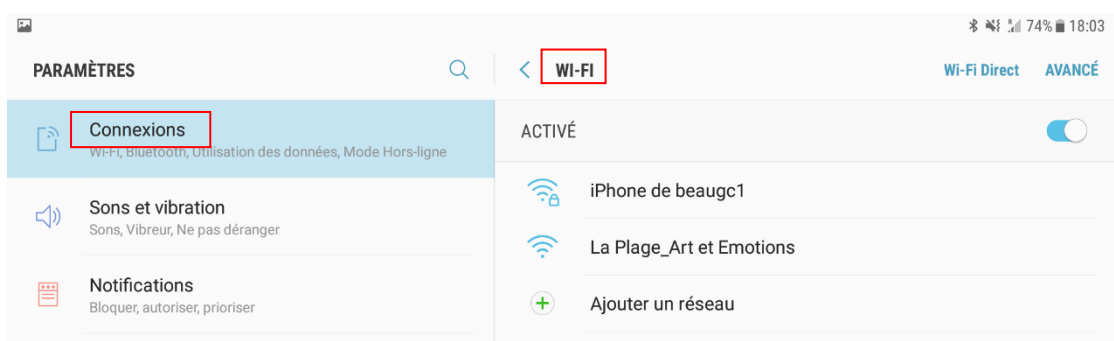 74% 18:03
PARAMÈTRES
Connexions
Wi-Fi, Bluetooth, Utilisation des données, Mode Hors-ligne
Sons et vibration
Sons, Vibreur, Ne pas déranger
Notifications
Bloquer, autoriser, prioriser
WI-FI
Wi-Fi Direct AVANCÉ
ACTIVÉ
iPhone de beaugc1
La Plage_Art et Emotions
Ajouter un réseau